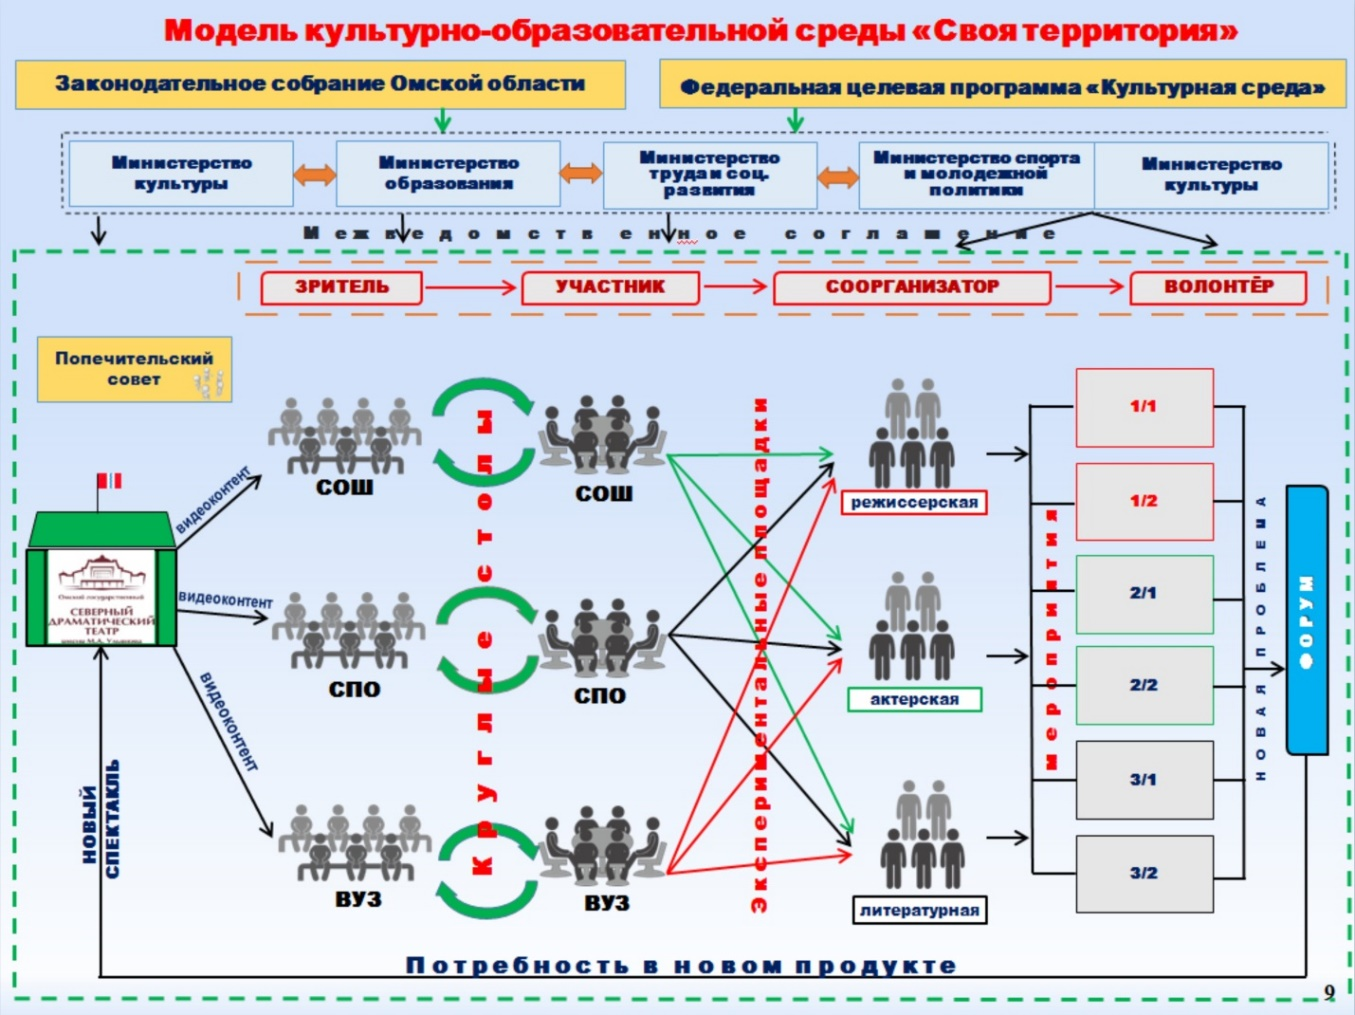 Модель культурно-образовательной среды «Своя территория»
Законодательное собрание Омской области
Федеральная целевая программа «Культурная среда»
Министерство
культуры
Министерство
образования
Министерство
труда и соц.
развития
Министерство спорта
и молодежной
политики
Министерство
культуры
Межведомственное соглашение
ЗРИТЕЛЬ
УЧАСТНИК
СООРГАНИЗАТОР
ВОЛОНТЁР
Попечительский
совет
видеоконтент
видеоконтент
видеоконтент
Омский государственный
СЕВЕРНЫЙ
ДРАМАТИЧЕСКИЙ
ТЕАТР
имени М.А. Ульянова
НОВЫЙ
СПЕКТАКЛЬ
СОШ
СПО
ВУЗ
Круглые столы
СОШ
СПО
ВУЗ
Экспериментальные площадки
режиссерская
актерская
литературная
мероприятия
1/1
1/2
2/1
2/2
3/1
3/2
НОВАЯ ПРОБЛЕМА
ФОРУМ
Потребность в новом продукте
9